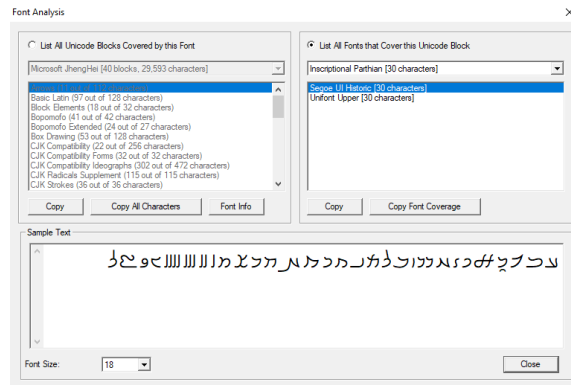 Font Analysis
List All Unicode Blocks Covered by this Font
Microsoft JhengHei [40 blocks, 29,593 characters]
Basic Latin (97 out of 128 characters)
Block Elements (18 out of 32 characters)
Bopomofo (41 out of 42 characters)
Bopomofo Extended (24 out of 27 characters)
Box Drawing (53 out of 128 characters)
CJK Compatibility (22 out of 256 characters)
CJK Compatibility Forms (32 out of 32 characters)
CJK Compatibility Ideographs (302 out of 472 characters)
CJK Radicals Supplement (115 out of 115 characters)
CJK Strokes (36 out of 36 characters)
Copy
Copy All Characters
Font Info
List All Fonts that Cover this Unicode Block
Inscriptional Parthian [30 characters]
Segoe UI Historic [30 characters]
Unifont Upper [30 characters]
Copy
Copy Font Coverage
Sample Text
𐭀𐭁𐭂𐭃𐭄𐭅𐭆𐭇𐭈𐭉𐭊𐭋𐭌𐭍𐭎𐭏𐭐𐭑𐭒𐭓𐭔𐭕𐭘𐭙𐭚𐭛𐭜𐭝𐭞𐭟
Font Size:
18
Close